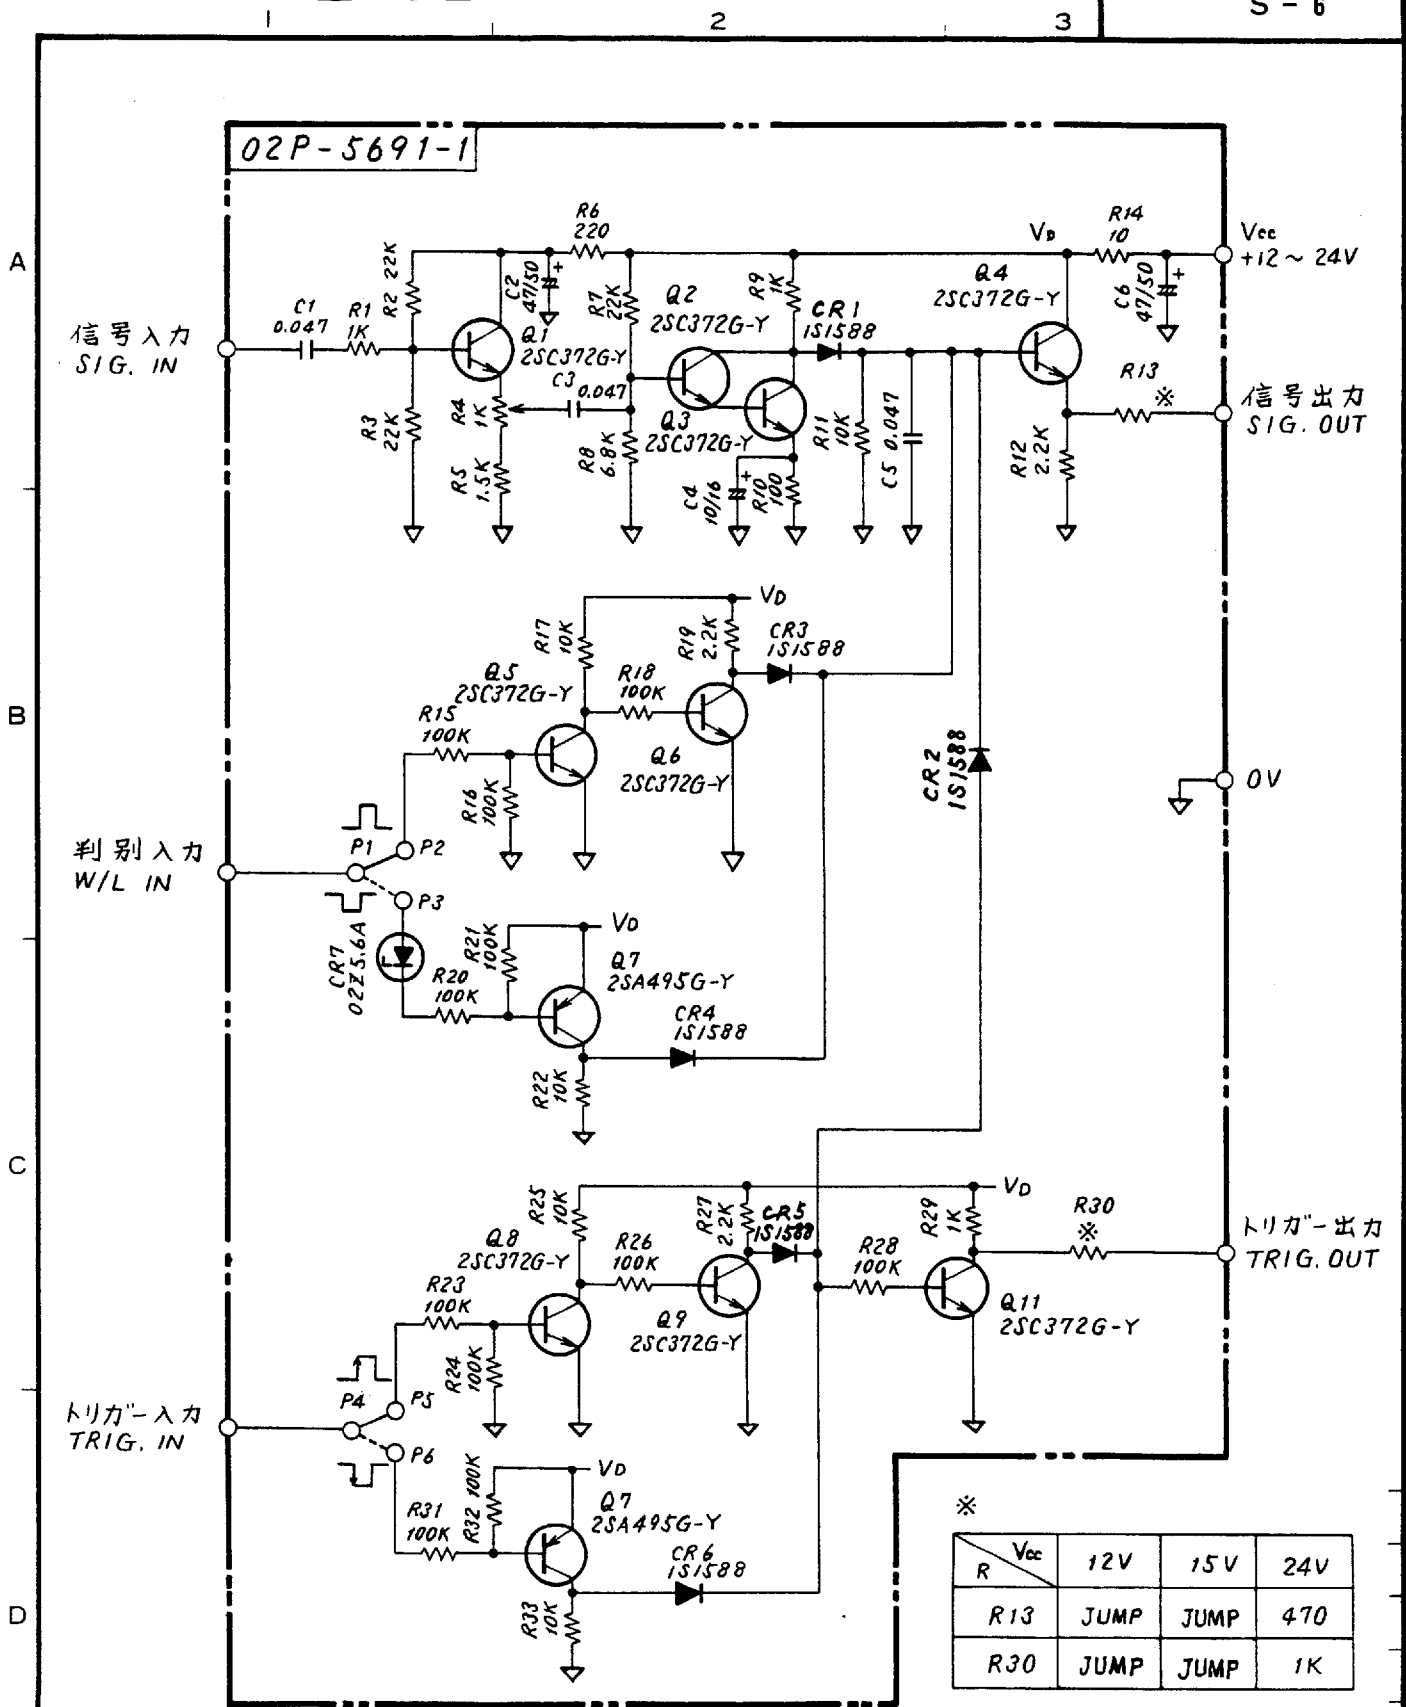 S - 6
1
2
3
02P-5691-1
A
R6
220
VD
R14
10
Vcc
+12～24V
R2 22K
C2
47/50
R7
22K
Q2
2SC372G-Y
R9
1K
CR1
1S1588
Q4
2SC372G-Y
C6
47/50
信号入力
SIG. IN
C1
0.047
R1
1K
Q1
2SC372G-Y
R3
22K
R4
1K
C3
0.047
Q3
2SC372G-Y
R13
※
信号出力
SIG. OUT
R5
1.5K
R8
6.8K
C4
10/16
R10
100
R11
10K
C5 0.047
R12
2.2K
B
VD
R17
10K
R19
2.2K
CR3
1S1588
Q5
2SC372G-Y
R18
100K
R15
100K
Q6
2SC372G-Y
R16
100K
CR2
1S1588
0V
判別入力
W/L IN
P1
P2
P3
CR7
02Z5.6A
VD
R21
100K
R20
100K
Q7
2SA495G-Y
CR4
1S1588
R22
10K
C
VD
R25
10K
R27
2.2K
CR5
1S1588
R29
1K
R30
※
トリガー出力
TRIG. OUT
Q8
2SC372G-Y
R26
100K
R28
100K
R23
100K
Q9
2SC372G-Y
Q11
2SC372G-Y
R24
100K
トリガー入力
TRIG. IN
P4
P5
P6
VD
R31
100K
R32 100K
Q7
2SA495G-Y
CR6
1S1588
R33
10K
D
※
R Vcc 12V 15V 24V
R13 JUMP JUMP 470
R30 JUMP JUMP 1K